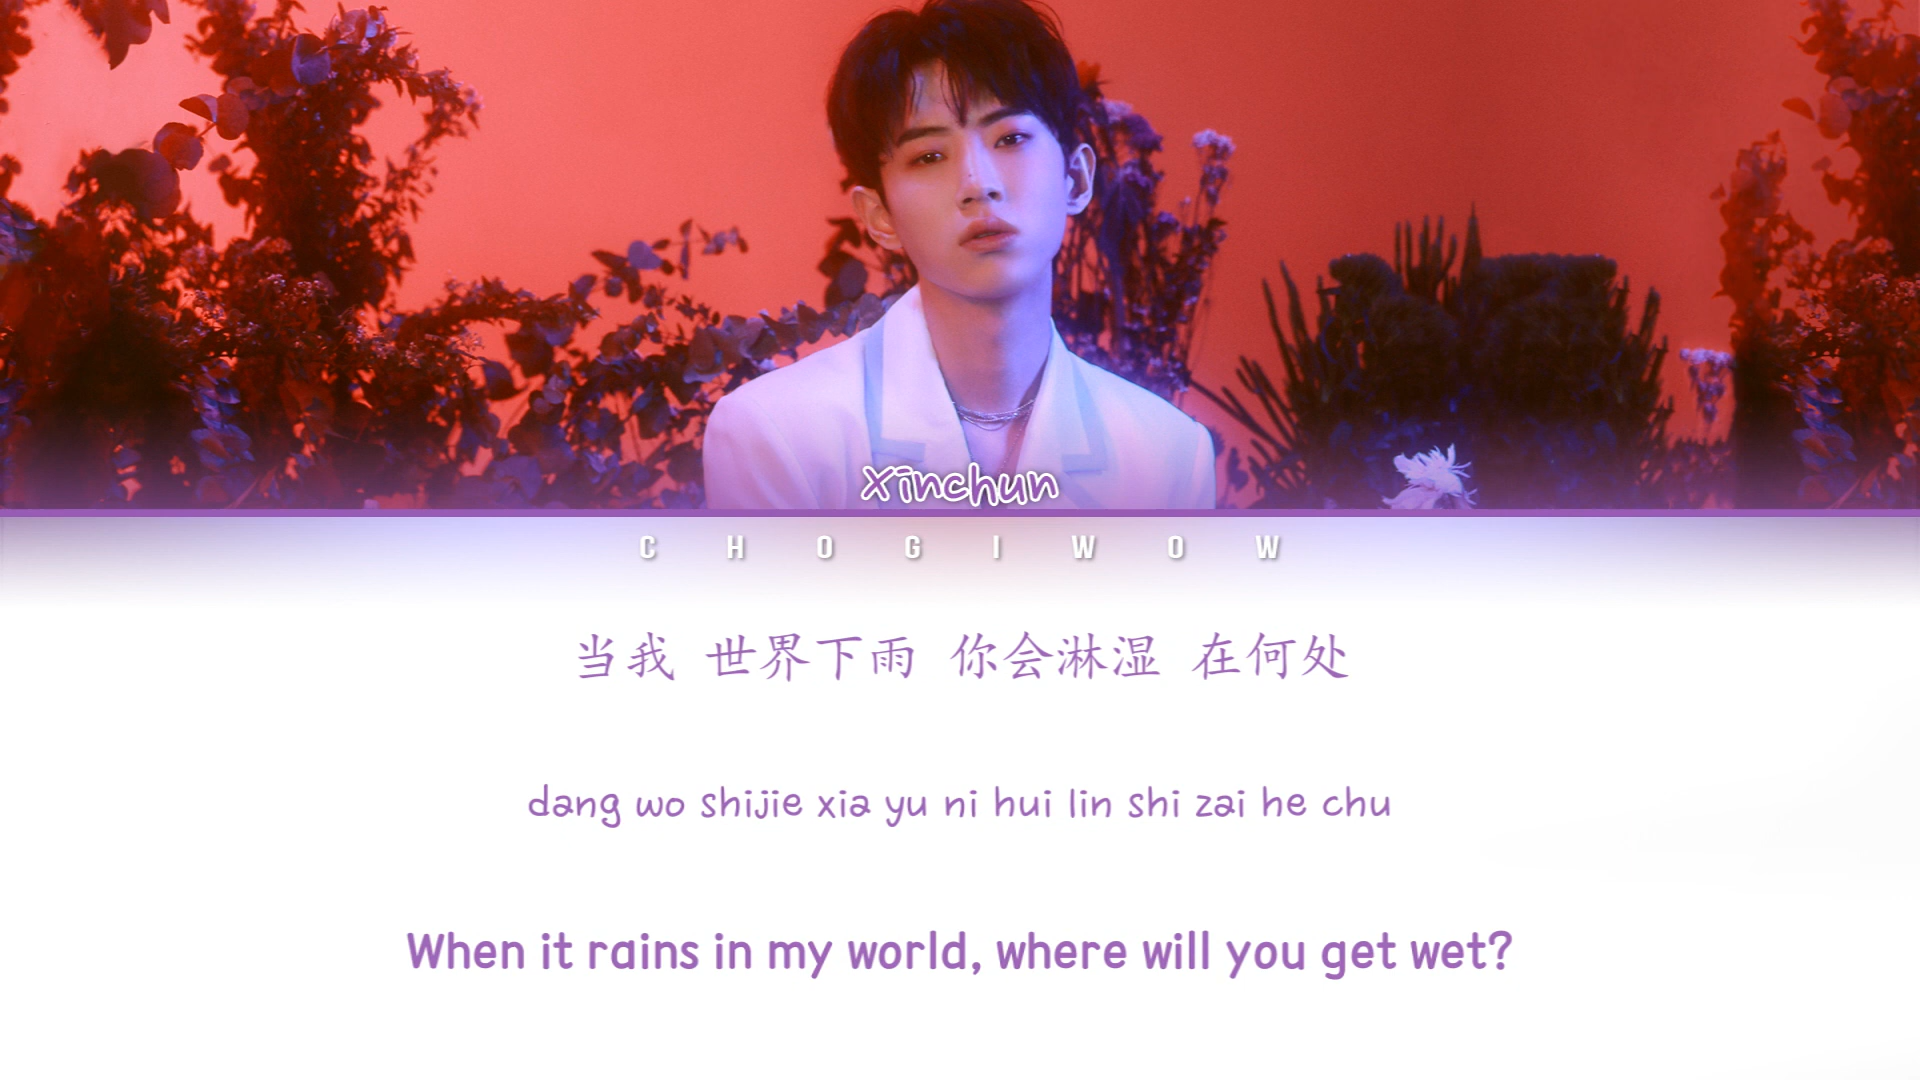 Xinchun
CHOGIWOW
当我 世界下雨 你会淋湿 在何处
dang wo shijie xia yu ni hui lin shi zai he chu
When it rains in my world, where will you get wet?